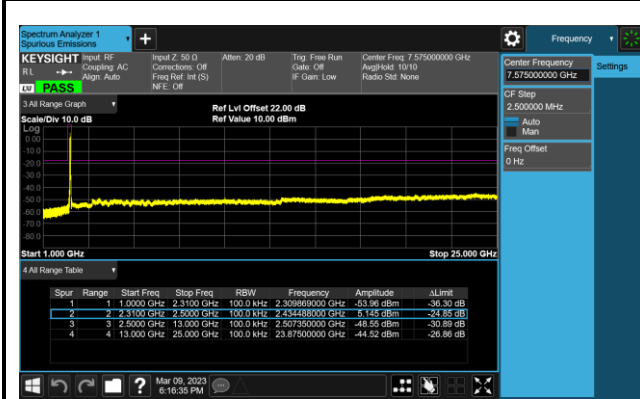 Spectrum Analyzer 1
Spurious Emissions
+
Frequency
KEYSIGHT
RL
Input: RF
Coupling: AC
Align: Auto
Input Z: 50 Ω
Corrections: Off
Freq Ref: Int (S)
NFE: Off
Atten: 20 dB
Trig: Free Run
Gate: Off
IF Gain: Low
Center Freq: 7.575000000 GHz
Avg|Hold: 10/10
Radio Std: None
LXI PASS
Center Frequency
7.575000000 GHz
Settings
CF Step
2.500000 MHz
Auto
Man
Freq Offset
0 Hz
3 All Range Graph
Scale/Div 10.0 dB
Ref Lvl Offset 22.00 dB
Ref Value 10.00 dBm
Log
0.00
-10.0
-20.0
-30.0
-40.0
-50.0
-60.0
-70.0
-80.0
Start 1.000 GHz
Stop 25.000 GHz
4 All Range Table
Spur Range Start Freq Stop Freq RBW Frequency Amplitude ΔLimit
1 1 1.0000 GHz 2.3100 GHz 100.0 kHz 2.309869000 GHz -53.96 dBm -36.30 dB
2 2 2.3100 GHz 2.5000 GHz 100.0 kHz 2.434488000 GHz 5.145 dBm -24.85 dB
3 3 2.5000 GHz 13.000 GHz 100.0 kHz 2.507350000 GHz -48.55 dBm -30.89 dB
4 4 13.000 GHz 25.000 GHz 100.0 kHz 23.87500000 GHz -44.52 dBm -26.86 dB
?
Mar 09, 2023
6:16:35 PM